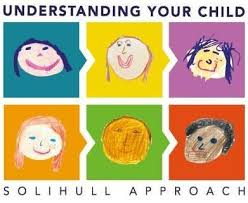 UNDERSTANDING YOUR CHILD
SOLIHULL APPROACH